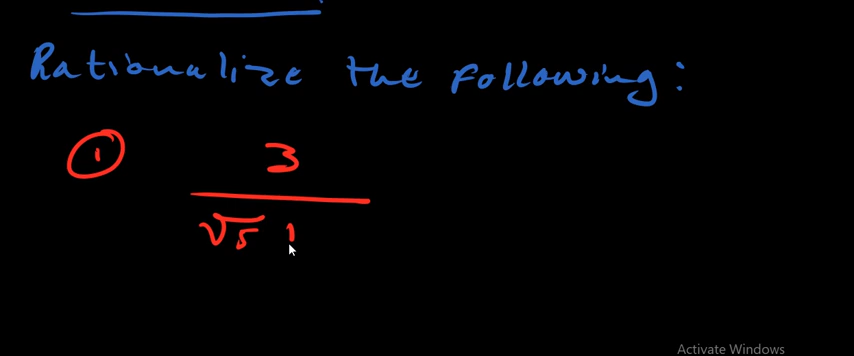 Rationalize the following:
① 3
√5 1
Activate Windows